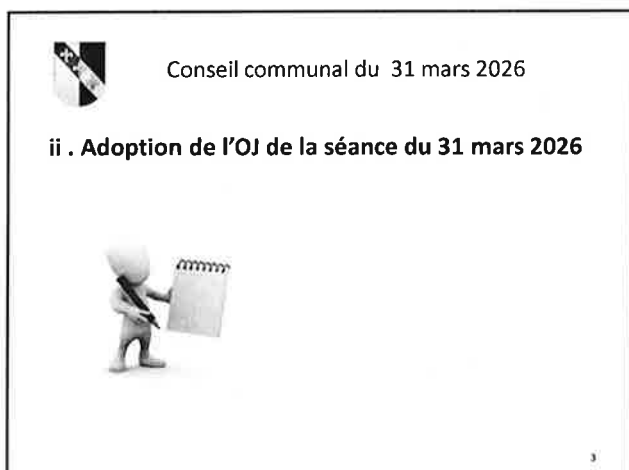 Conseil communal du 31 mars 2026
ii . Adoption de l'OJ de la séance du 31 mars 2026
3